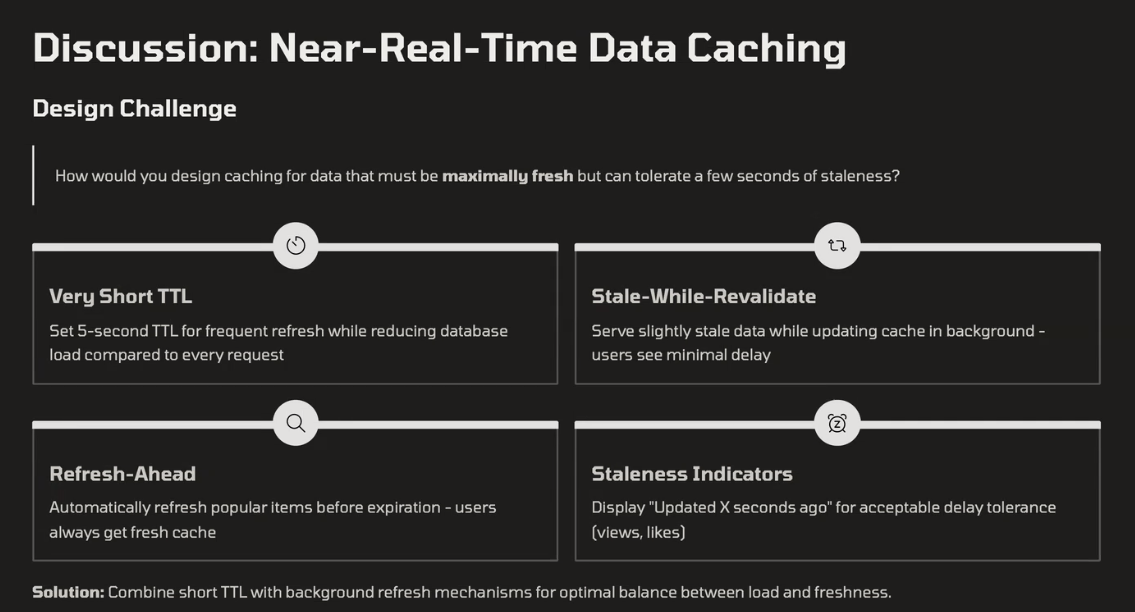 Discussion: Near-Real-Time Data Caching
Design Challenge
How would you design caching for data that must be maximally fresh but can tolerate a few seconds of staleness?
Very Short TTL
Set 5-second TTL for frequent refresh while reducing database
load compared to every request
Stale-While-Revalidate
Serve slightly stale data while updating cache in background -
users see minimal delay
Refresh-Ahead
Automatically refresh popular items before expiration - users
always get fresh cache
Staleness Indicators
Display "Updated X seconds ago" for acceptable delay tolerance
(views, likes)
Solution: Combine short TTL with background refresh mechanisms for optimal balance between load and freshness.